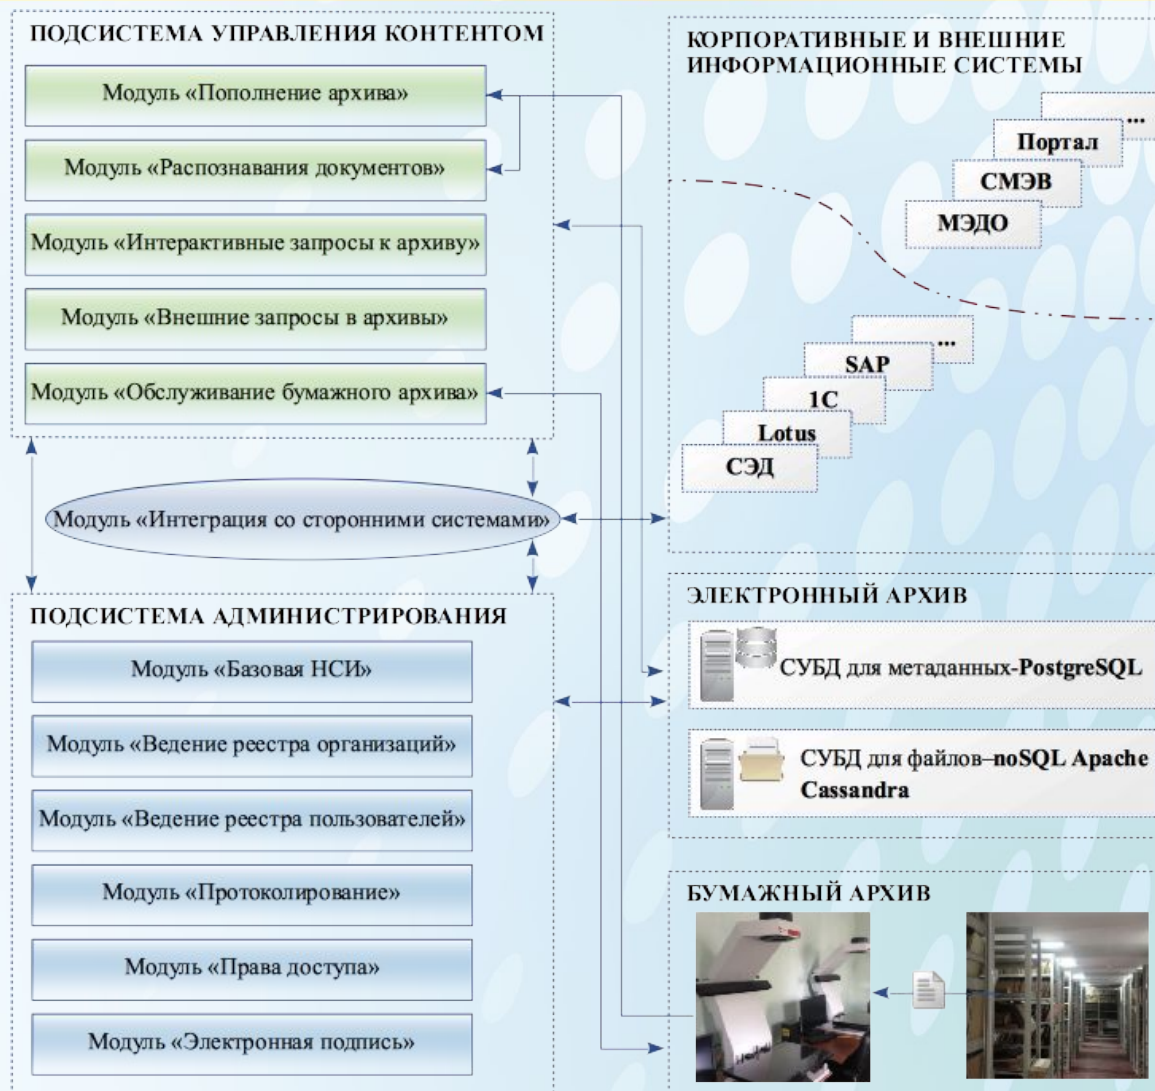 ПОДСИСТЕМА УПРАВЛЕНИЯ КОНТЕНТОМ
Модуль «Пополнение архива»
Модуль «Распознавания документов»
Модуль «Интерактивные запросы к архиву»
Модуль «Внешние запросы в архивы»
Модуль «Обслуживание бумажного архива»
Модуль «Интеграция со сторонними системами»
ПОДСИСТЕМА АДМИНИСТРИРОВАНИЯ
Модуль «Базовая НСИ»
Модуль «Ведение реестра организаций»
Модуль «Ведение реестра пользователей»
Модуль «Протоколирование»
Модуль «Права доступа»
Модуль «Электронная подпись»
КОРПОРАТИВНЫЕ И ВНЕШНИЕ
ИНФОРМАЦИОННЫЕ СИСТЕМЫ
...
Портал
СМЭВ
МЭДО
...
SAP
1С
Lotus
СЭД
ЭЛЕКТРОННЫЙ АРХИВ
СУБД для метаданных-PostgreSQL
СУБД для файлов–noSQL Apache
Cassandra
БУМАЖНЫЙ АРХИВ